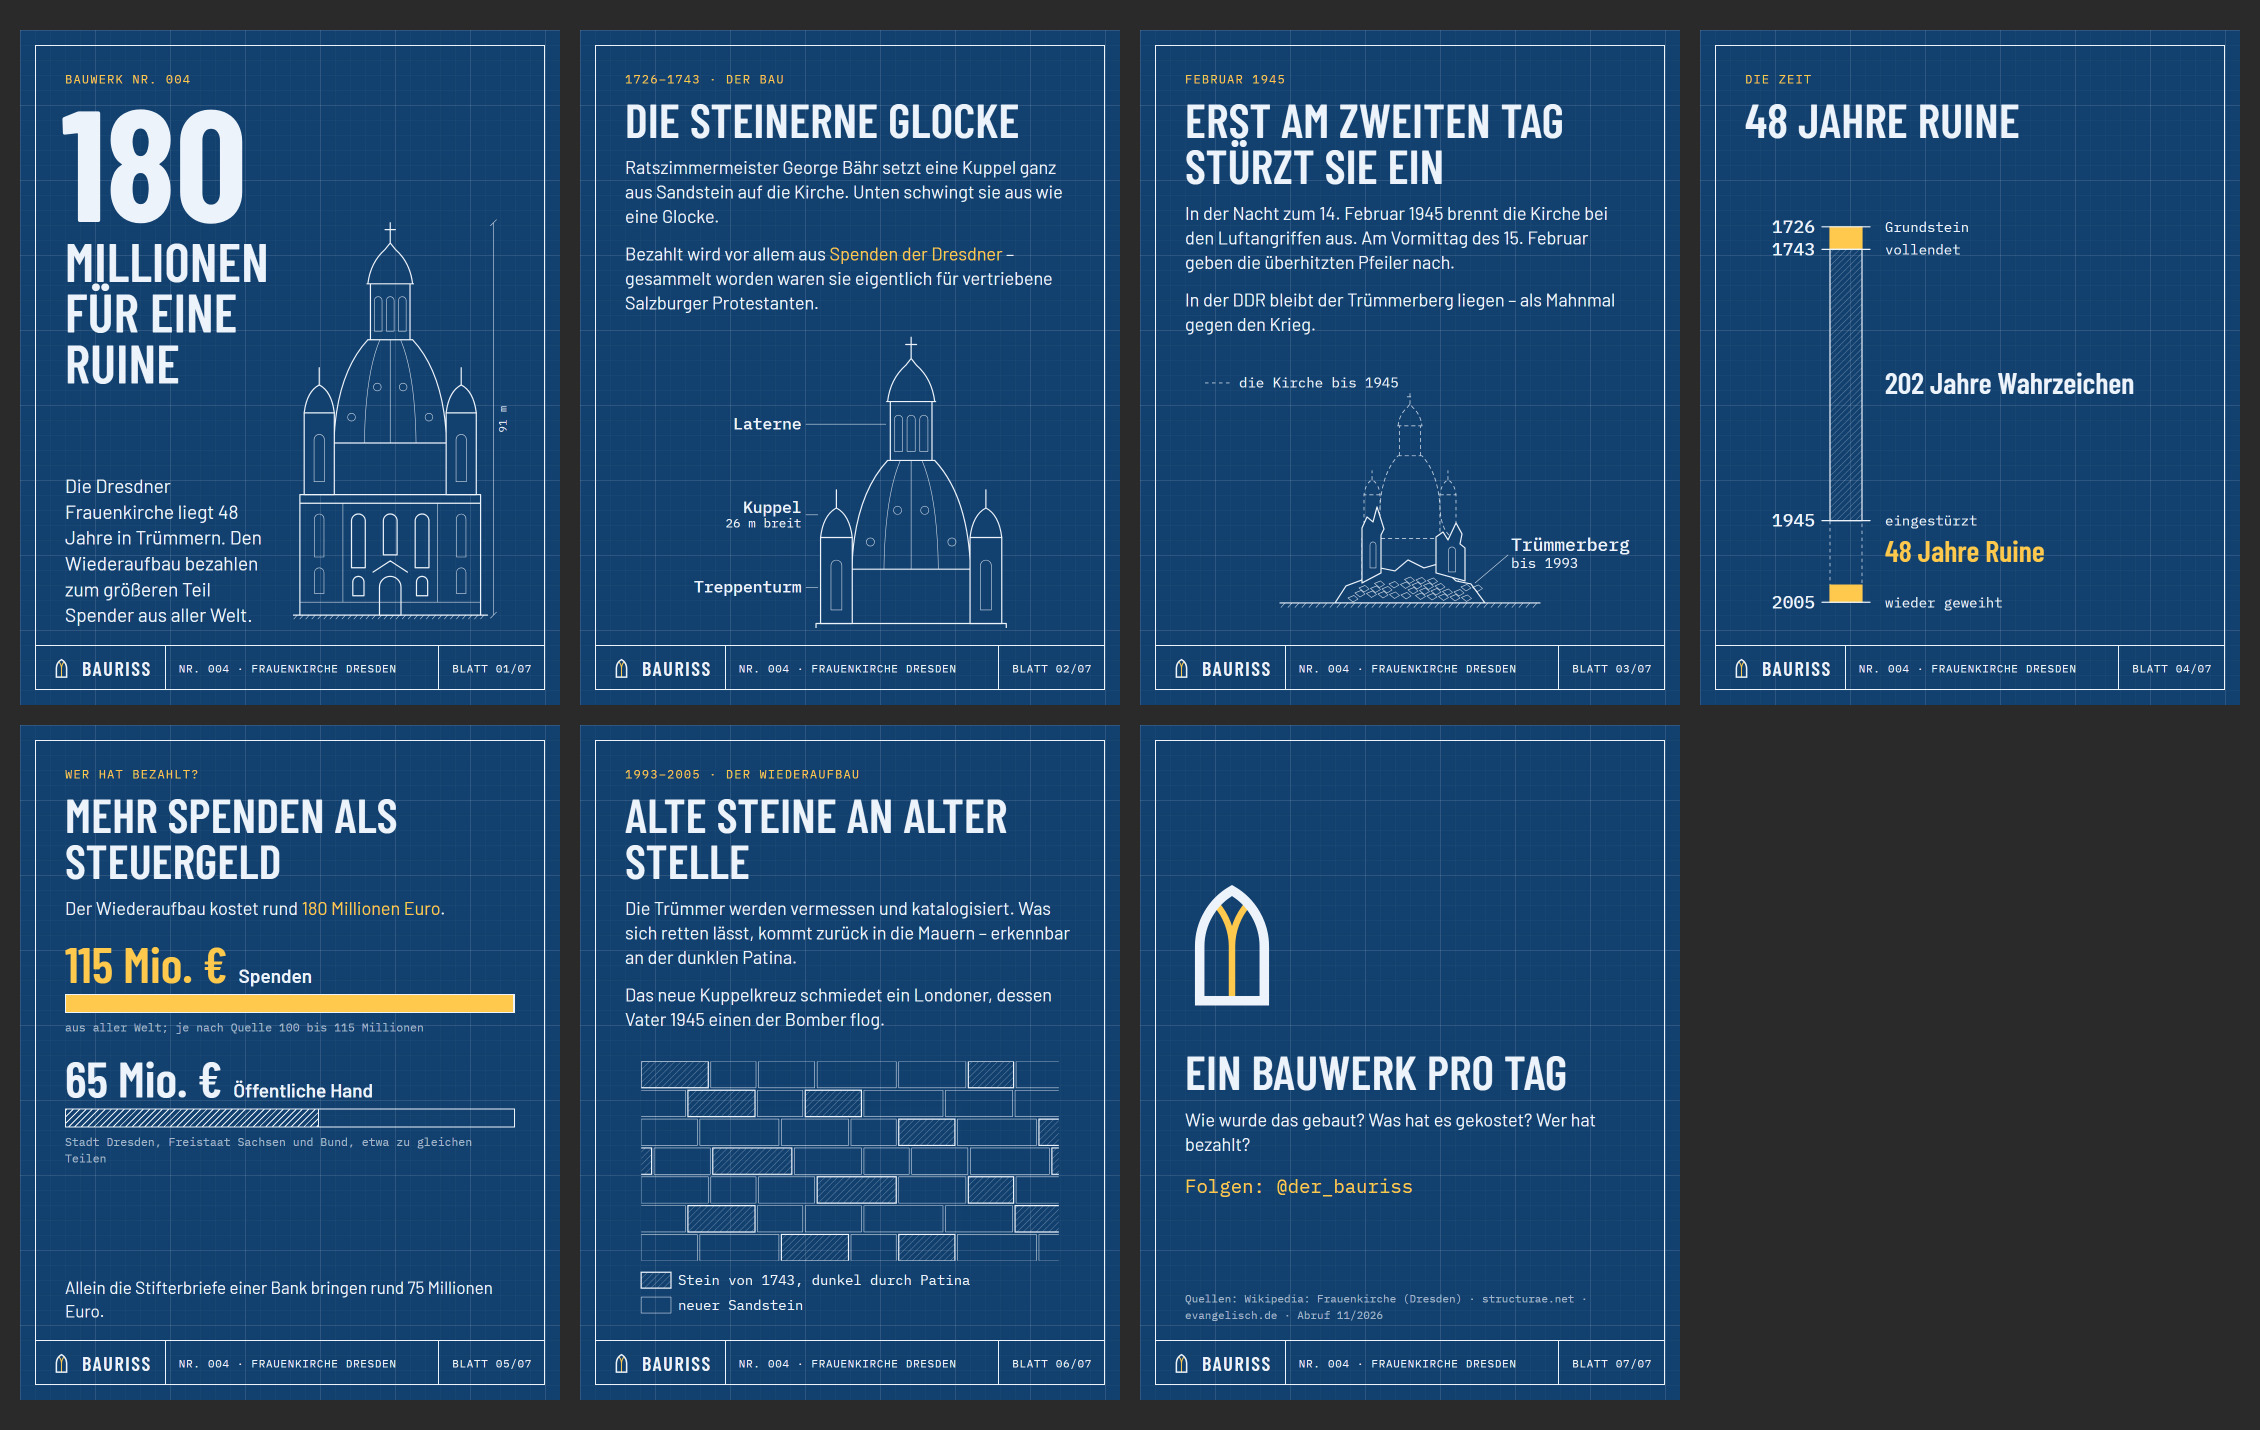 BAUWERK NR. 004
180
MILLIONEN
FÜR EINE
RUINE
91 m
Die Dresdner
Frauenkirche liegt 48
Jahre in Trümmern. Den
Wiederaufbau bezahlen
zum größeren Teil
Spender aus aller Welt.
BAURISS
NR. 004 · FRAUENKIRCHE DRESDEN
BLATT 01/07
1726–1743 · DER BAU
DIE STEINERNE GLOCKE
Ratszimmermeister George Bähr setzt eine Kuppel ganz
aus Sandstein auf die Kirche. Unten schwingt sie aus wie
eine Glocke.
Bezahlt wird vor allem aus Spenden der Dresdner –
gesammelt worden waren sie eigentlich für vertriebene
Salzburger Protestanten.
Laterne
Kuppel
26 m breit
Treppenturm
BAURISS
NR. 004 · FRAUENKIRCHE DRESDEN
BLATT 02/07
FEBRUAR 1945
ERST AM ZWEITEN TAG
STÜRZT SIE EIN
In der Nacht zum 14. Februar 1945 brennt die Kirche bei
den Luftangriffen aus. Am Vormittag des 15. Februar
geben die überhitzten Pfeiler nach.
In der DDR bleibt der Trümmerberg liegen – als Mahnmal
gegen den Krieg.
die Kirche bis 1945
Trümmerberg
bis 1993
BAURISS
NR. 004 · FRAUENKIRCHE DRESDEN
BLATT 03/07
DIE ZEIT
48 JAHRE RUINE
1726 Grundstein
1743 vollendet
202 Jahre Wahrzeichen
1945 eingestürzt
48 Jahre Ruine
2005 wieder geweiht
BAURISS
NR. 004 · FRAUENKIRCHE DRESDEN
BLATT 04/07
WER HAT BEZAHLT?
MEHR SPENDEN ALS
STEUERGELD
Der Wiederaufbau kostet rund 180 Millionen Euro.
115 Mio. € Spenden
aus aller Welt; je nach Quelle 100 bis 115 Millionen
65 Mio. € Öffentliche Hand
Stadt Dresden, Freistaat Sachsen und Bund, etwa zu gleichen
Teilen
Allein die Stifterbriefe einer Bank bringen rund 75 Millionen
Euro.
BAURISS
NR. 004 · FRAUENKIRCHE DRESDEN
BLATT 05/07
1993–2005 · DER WIEDERAUFBAU
ALTE STEINE AN ALTER
STELLE
Die Trümmer werden vermessen und katalogisiert. Was
sich retten lässt, kommt zurück in die Mauern – erkennbar
an der dunklen Patina.
Das neue Kuppelkreuz schmiedet ein Londoner, dessen
Vater 1945 einen der Bomber flog.
Stein von 1743, dunkel durch Patina
neuer Sandstein
BAURISS
NR. 004 · FRAUENKIRCHE DRESDEN
BLATT 06/07
EIN BAUWERK PRO TAG
Wie wurde das gebaut? Was hat es gekostet? Wer hat
bezahlt?
Folgen: @der_bauriss
Quellen: Wikipedia: Frauenkirche (Dresden) · structurae.net ·
evangelisch.de · Abruf 11/2026
BAURISS
NR. 004 · FRAUENKIRCHE DRESDEN
BLATT 07/07